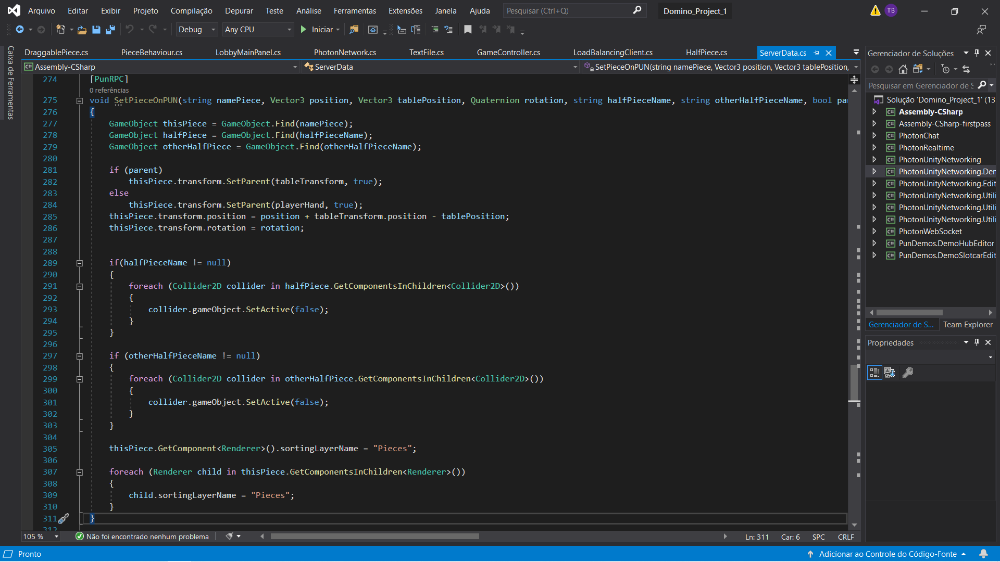 Arquivo Editar Exibir Projeto Compilação Depurar Teste Análise Ferramentas Extensões Janela Ajuda Pesquisar (Ctrl+Q) Domino_Project_1 TB
Debug Any CPU Iniciar
Caixa de Ferramentas
DraggablePiece.cs PieceBehaviour.cs LobbyMainPanel.cs PhotonNetwork.cs TextFile.cs GameController.cs LoadBalancingClient.cs HalfPiece.cs ServerData.cs
Assembly-CSharp ServerData SetPieceOnPUN(string namePiece, Vector3 position, Vector3 tablePosition,
274 [PunRPC]
0 referências
275 void SetPieceOnPUN(string namePiece, Vector3 position, Vector3 tablePosition, Quaternion rotation, string halfPieceName, string otherHalfPieceName, bool par
276 {
277 GameObject thisPiece = GameObject.Find(namePiece);
278 GameObject halfPiece = GameObject.Find(halfPieceName);
279 GameObject otherHalfPiece = GameObject.Find(otherHalfPieceName);
280
281 if (parent)
282 thisPiece.transform.SetParent(tableTransform, true);
283 else
284 thisPiece.transform.SetParent(playerHand, true);
285 thisPiece.transform.position = position + tableTransform.position - tablePosition;
286 thisPiece.transform.rotation = rotation;
287
288
289 if(halfPieceName != null)
290 {
291 foreach (Collider2D collider in halfPiece.GetComponentsInChildren<Collider2D>())
292 {
293 collider.gameObject.SetActive(false);
294 }
295 }
296
297 if (otherHalfPieceName != null)
298 {
299 foreach (Collider2D collider in otherHalfPiece.GetComponentsInChildren<Collider2D>())
300 {
301 collider.gameObject.SetActive(false);
302 }
303 }
304
305 thisPiece.GetComponent<Renderer>().sortingLayerName = "Pieces";
306
307 foreach (Renderer child in thisPiece.GetComponentsInChildren<Renderer>())
308 {
309 child.sortingLayerName = "Pieces";
310 }
311 }
312
105 % Não foi encontrado nenhum problema Ln: 311 Car: 6 SPC CRLF
Gerenciador de Soluções
Pesquisar em Gerenciador de S
Solução 'Domino_Project_1' (13
C# Assembly-CSharp
C# Assembly-CSharp-firstpass
C# PhotonChat
C# PhotonRealtime
C# PhotonUnityNetworking
C# PhotonUnityNetworking.Der
C# PhotonUnityNetworking.Edit
C# PhotonUnityNetworking.Utili
C# PhotonUnityNetworking.Utili
C# PhotonUnityNetworking.Utili
C# PhotonWebSocket
C# PunDemos.DemoHubEditor
C# PunDemos.DemoSlotcarEdit
Gerenciador de S... Team Explorer
Propriedades
Pronto Adicionar ao Controle do Código-Fonte